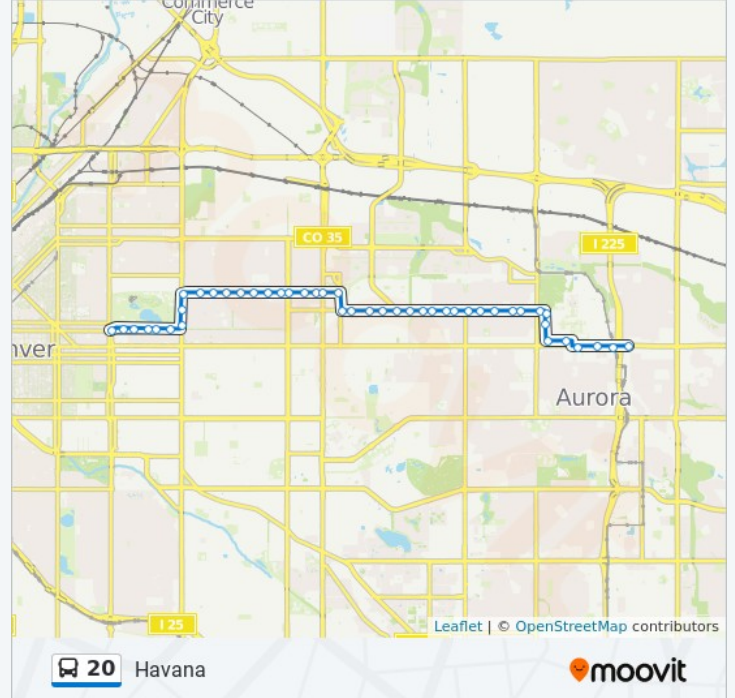 Commerce
City
CO 35
I 225
nver
Aurora
I 25
Leaflet | © OpenStreetMap contributors
20 Havana
moovit